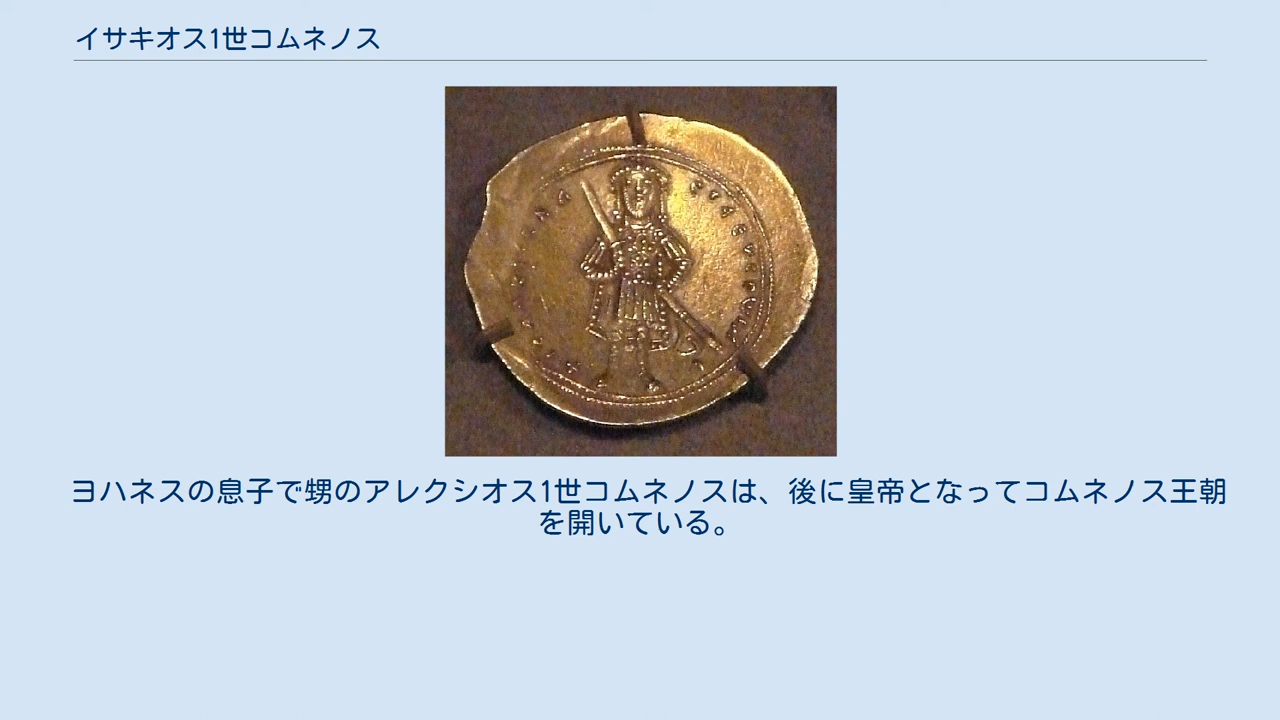 イサキオス1世コムネノス
ヨハネスの息子で甥のアレクシオス1世コムネノスは、後に皇帝となってコムネノス王朝
を開いている。